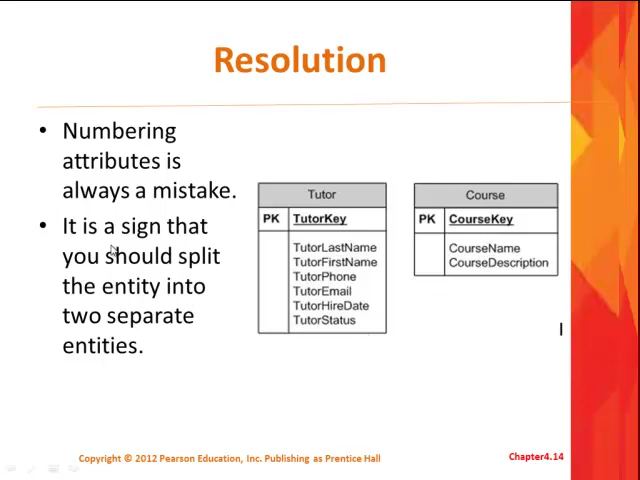 Resolution
• Numbering
attributes is
always a mistake.
• It is a sign that
you should split
the entity into
two separate
entities.
Tutor
PK TutorKey
TutorLastName
TutorFirstName
TutorPhone
TutorEmail
TutorHireDate
TutorStatus
Course
PK CourseKey
CourseName
CourseDescription
Copyright © 2012 Pearson Education, Inc. Publishing as Prentice Hall
Chapter4.14